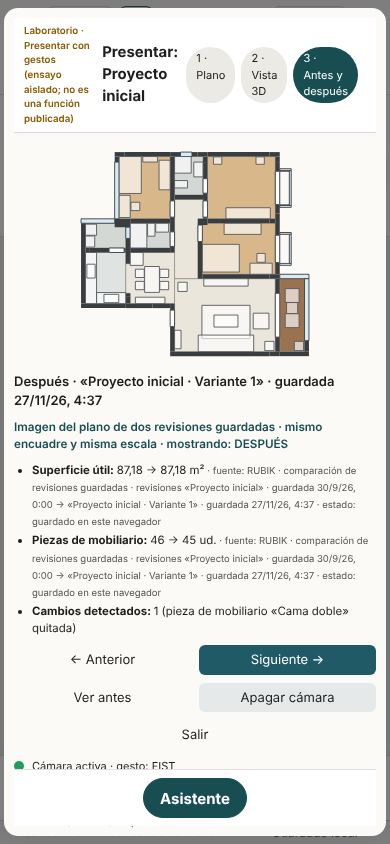 Laboratorio ·
Presentar con
gestos
(ensayo
aislado; no es
una función
publicada)
Presentar:
Proyecto
inicial
1 ·
Plano
2 ·
Vista
3D
3 ·
Antes y
después
Después · «Proyecto inicial · Variante 1» · guardada
27/11/26, 4:37
Imagen del plano de dos revisiones guardadas · mismo
encuadre y misma escala · mostrando: DESPUÉS
• Superficie útil: 87,18 → 87,18 m² · fuente: RUBIK · comparación de
revisiones guardadas · revisiones «Proyecto inicial» · guardada 30/9/26,
0:00 → «Proyecto inicial · Variante 1» · guardada 27/11/26, 4:37 · estado:
guardado en este navegador
• Piezas de mobiliario: 46 → 45 ud. · fuente: RUBIK · comparación de
revisiones guardadas · revisiones «Proyecto inicial» · guardada 30/9/26,
0:00 → «Proyecto inicial · Variante 1» · guardada 27/11/26, 4:37 · estado:
guardado en este navegador
• Cambios detectados: 1 (pieza de mobiliario «Cama doble»
quitada)
← Anterior
Siguiente →
Ver antes
Apagar cámara
Salir
Cámara activa · gesto: FIST
Asistente